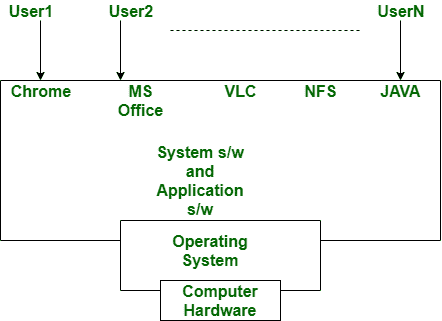 User1 User2 UserN
Chrome MS Office VLC NFS JAVA
System s/w
and
Application
s/w
Operating
System
Computer
Hardware